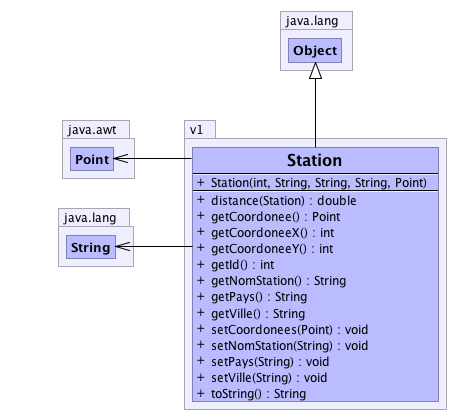 java.lang
Object
java.awt
Point
java.lang
String
v1
Station
+ Station(int, String, String, String, Point)
+ distance(Station) : double
+ getCoordonee() : Point
+ getCoordoneeX() : int
+ getCoordoneeY() : int
+ getId() : int
+ getNomStation() : String
+ getPays() : String
+ getVille() : String
+ setCoordonees(Point) : void
+ setNomStation(String) : void
+ setPays(String) : void
+ setVille(String) : void
+ toString() : String